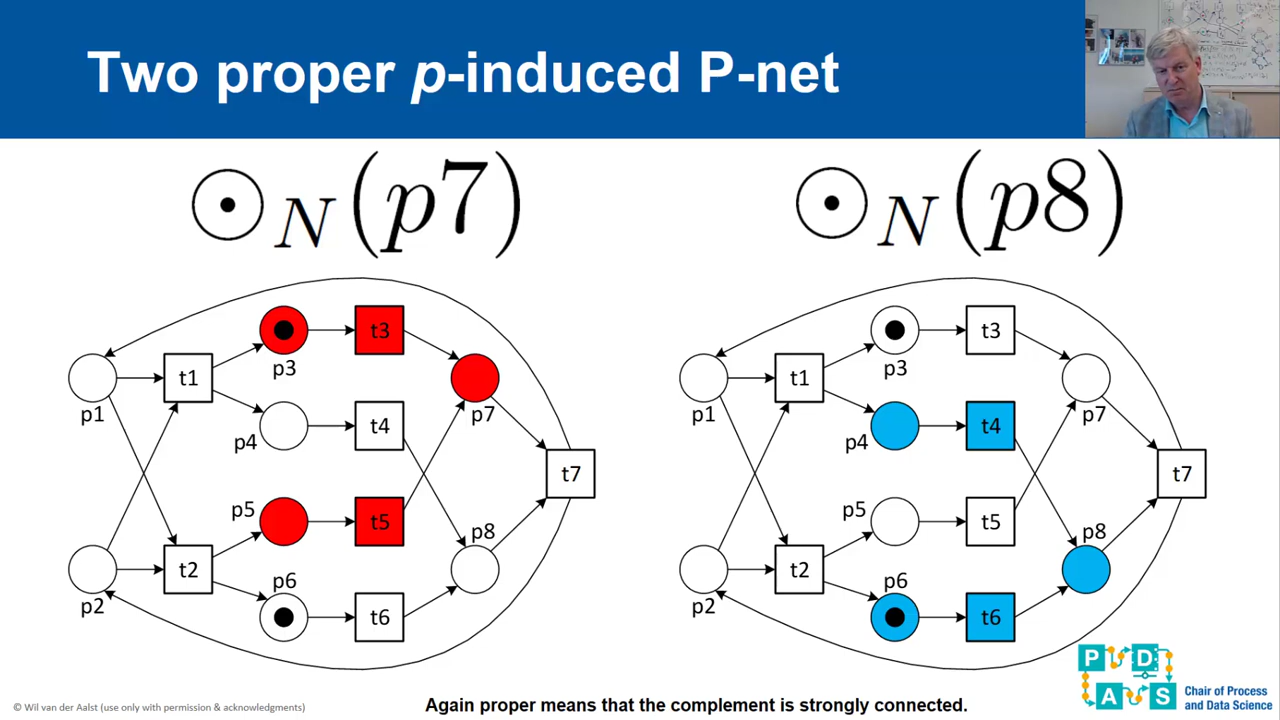 Two proper p-induced P-net
⊙N(p7)
⊙N(p8)
p3
t3
p1
t1
p4
t4
p7
p5
t5
t7
p2
t2
p6
t6
p8
p3
t3
p1
t1
p4
t4
p7
p5
t5
t7
p2
t2
p6
t6
p8
P D
A S
Chair of Process
and Data Science
© Wil van der Aalst (use only with permission & acknowledgments)
Again proper means that the complement is strongly connected.